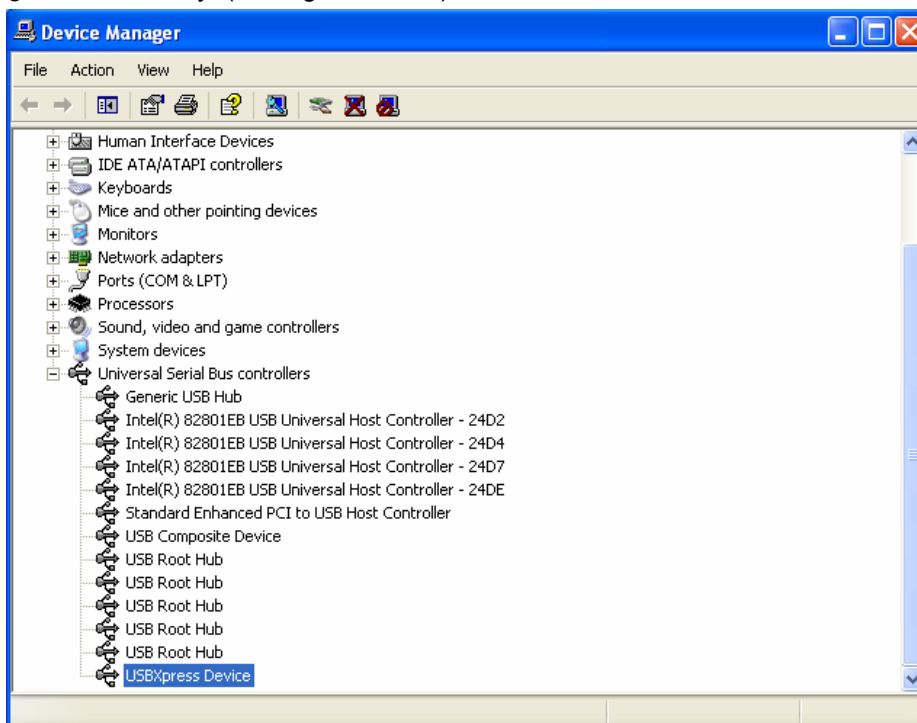 Device Manager
File Action View Help
Human Interface Devices
IDE ATA/ATAPI controllers
Keyboards
Mice and other pointing devices
Monitors
Network adapters
Ports (COM & LPT)
Processors
Sound, video and game controllers
System devices
Universal Serial Bus controllers
Generic USB Hub
Intel(R) 82801EB USB Universal Host Controller - 24D2
Intel(R) 82801EB USB Universal Host Controller - 24D4
Intel(R) 82801EB USB Universal Host Controller - 24D7
Intel(R) 82801EB USB Universal Host Controller - 24DE
Standard Enhanced PCI to USB Host Controller
USB Composite Device
USB Root Hub
USB Root Hub
USB Root Hub
USB Root Hub
USB Root Hub
USBXpress Device